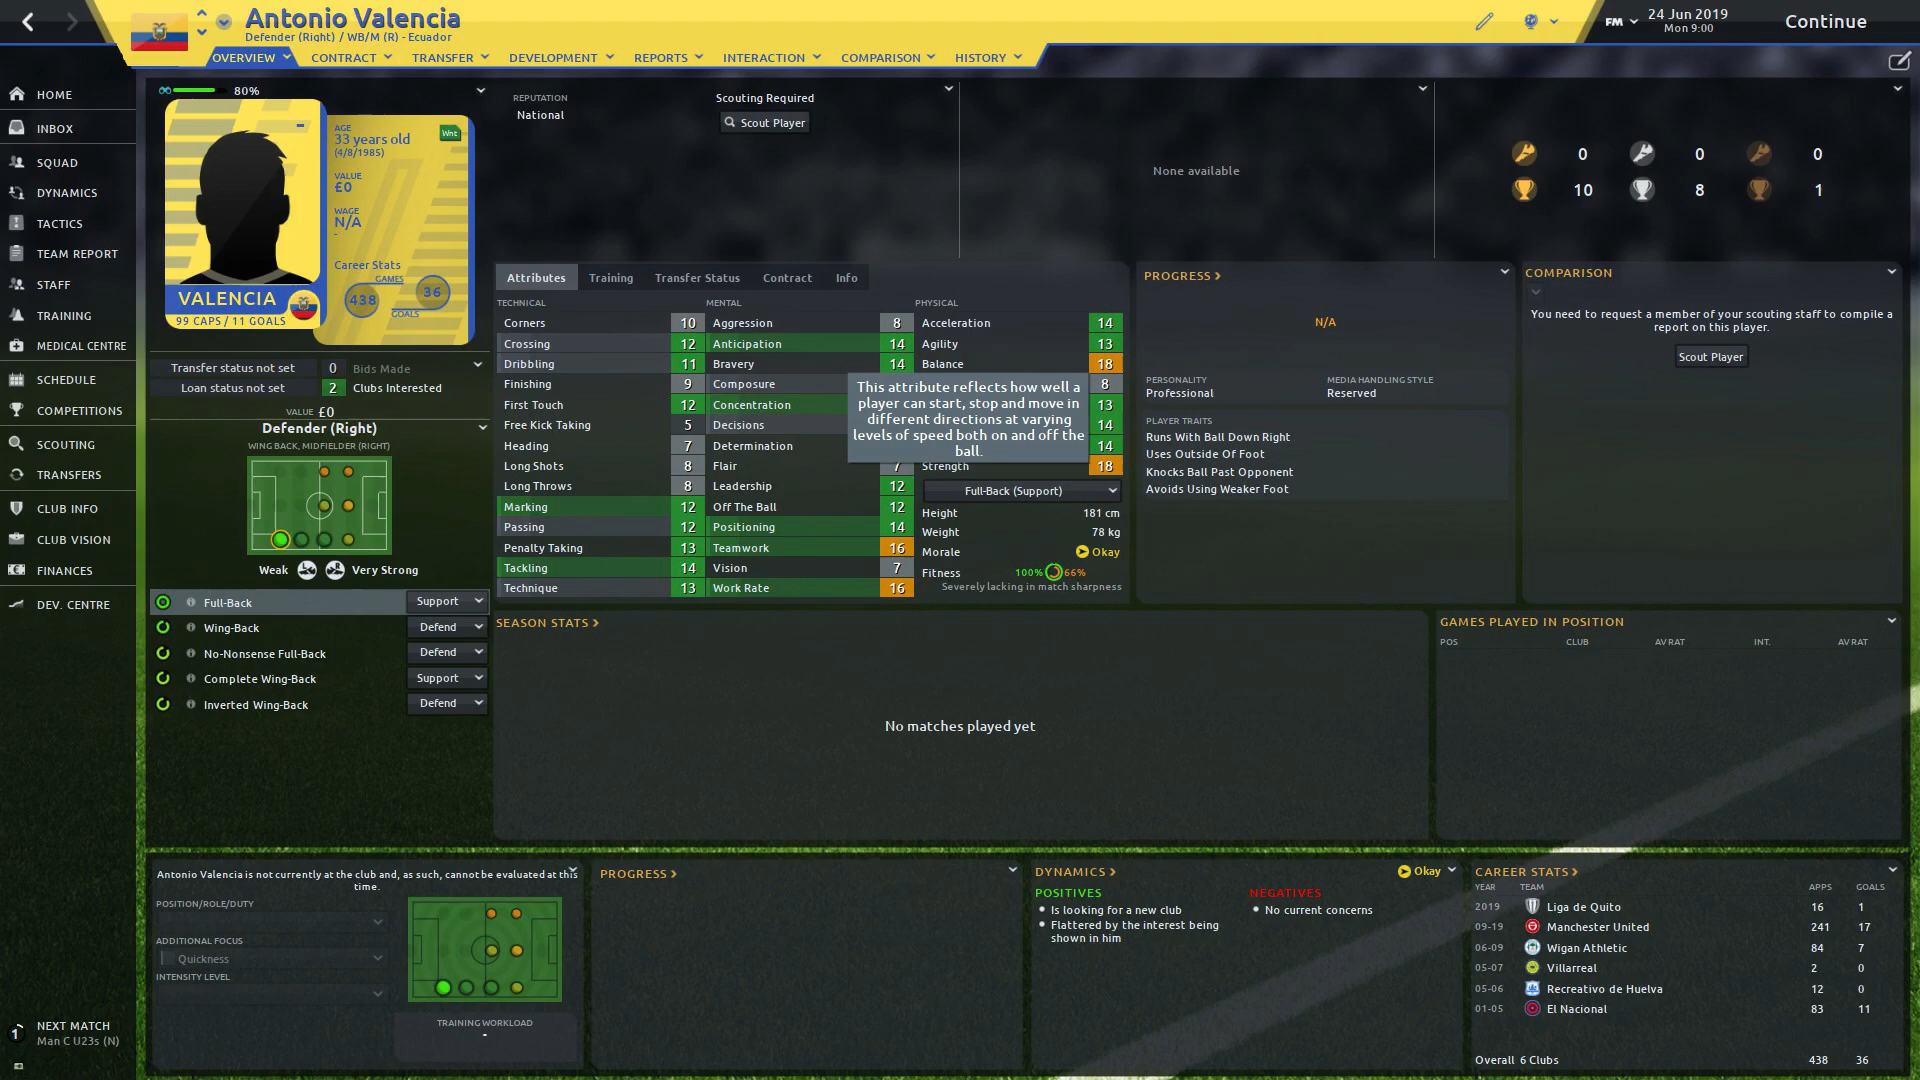 Antonio Valencia
Defender (Right) / WB/M (R) - Ecuador
FM
24 Jun 2019
Mon 9:00
Continue
OVERVIEW
CONTRACT
TRANSFER
DEVELOPMENT
REPORTS
INTERACTION
COMPARISON
HISTORY
HOME
INBOX
SQUAD
DYNAMICS
TACTICS
TEAM REPORT
STAFF
TRAINING
MEDICAL CENTRE
SCHEDULE
COMPETITIONS
SCOUTING
TRANSFERS
CLUB INFO
CLUB VISION
FINANCES
DEV. CENTRE
1
NEXT MATCH
Man C U23s (N)
80%
AGE
33 years old
(4/8/1985)
Wnt
VALUE
£0
WAGE
N/A
-
Career Stats
GAMES
438
36
GOALS
VALENCIA
99 CAPS / 11 GOALS
Transfer status not set
0
Bids Made
Loan status not set
2
Clubs Interested
VALUE £0
Defender (Right)
WING BACK, MIDFIELDER (RIGHT)
Weak
L
R
Very Strong
Full-Back
Support
Wing-Back
Defend
No-Nonsense Full-Back
Defend
Complete Wing-Back
Support
Inverted Wing-Back
Defend
REPUTATION
National
Scouting Required
Scout Player
None available
0
0
0
10
8
1
Attributes
Training
Transfer Status
Contract
Info
TECHNICAL
Corners 10
Crossing 12
Dribbling 11
Finishing 9
First Touch 12
Free Kick Taking 5
Heading 7
Long Shots 8
Long Throws 8
Marking 12
Passing 12
Penalty Taking 13
Tackling 14
Technique 13
MENTAL
Aggression 8
Anticipation 14
Bravery 14
Composure
Concentration
Decisions
Determination
Flair 7
Leadership 12
Off The Ball 12
Positioning 14
Teamwork 16
Vision 7
Work Rate 16
PHYSICAL
Acceleration 14
Agility 13
Balance 18
8
13
14
14
Strength 18
This attribute reflects how well a
player can start, stop and move in
different directions at varying
levels of speed both on and off the
ball.
Full-Back (Support)
Height 181 cm
Weight 78 kg
Morale Okay
Fitness 100% 66%
Severely lacking in match sharpness
PROGRESS
N/A
PERSONALITY
Professional
MEDIA HANDLING STYLE
Reserved
PLAYER TRAITS
Runs With Ball Down Right
Uses Outside Of Foot
Knocks Ball Past Opponent
Avoids Using Weaker Foot
COMPARISON
You need to request a member of your scouting staff to compile a
report on this player.
Scout Player
SEASON STATS
No matches played yet
GAMES PLAYED IN POSITION
POS CLUB AV RAT INT. AV RAT
Antonio Valencia is not currently at the club and, as such, cannot be evaluated at this
time.
POSITION/ROLE/DUTY
ADDITIONAL FOCUS
Quickness
INTENSITY LEVEL
TRAINING WORKLOAD
-
PROGRESS
DYNAMICS
Okay
POSITIVES
Is looking for a new club
Flattered by the interest being
shown in him
NEGATIVES
No current concerns
CAREER STATS
YEAR TEAM APPS GOALS
2019 Liga de Quito 16 1
09-19 Manchester United 241 17
06-09 Wigan Athletic 84 7
05-07 Villarreal 2 0
05-06 Recreativo de Huelva 12 0
01-05 El Nacional 83 11
Overall 6 Clubs 438 36